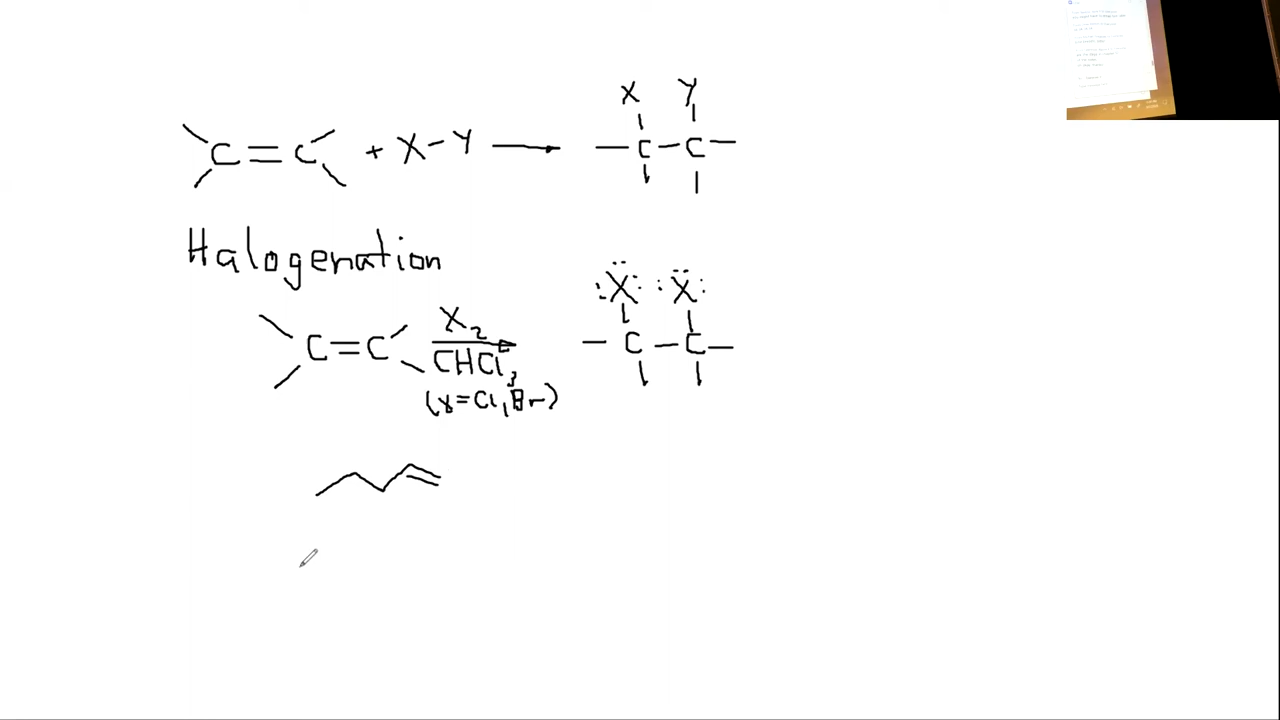 X Y
C=C + X-Y → -C-C-
Halogenation
X X
C=C X₂ → -C-C-
CHCl₃
(X=Cl, Br)